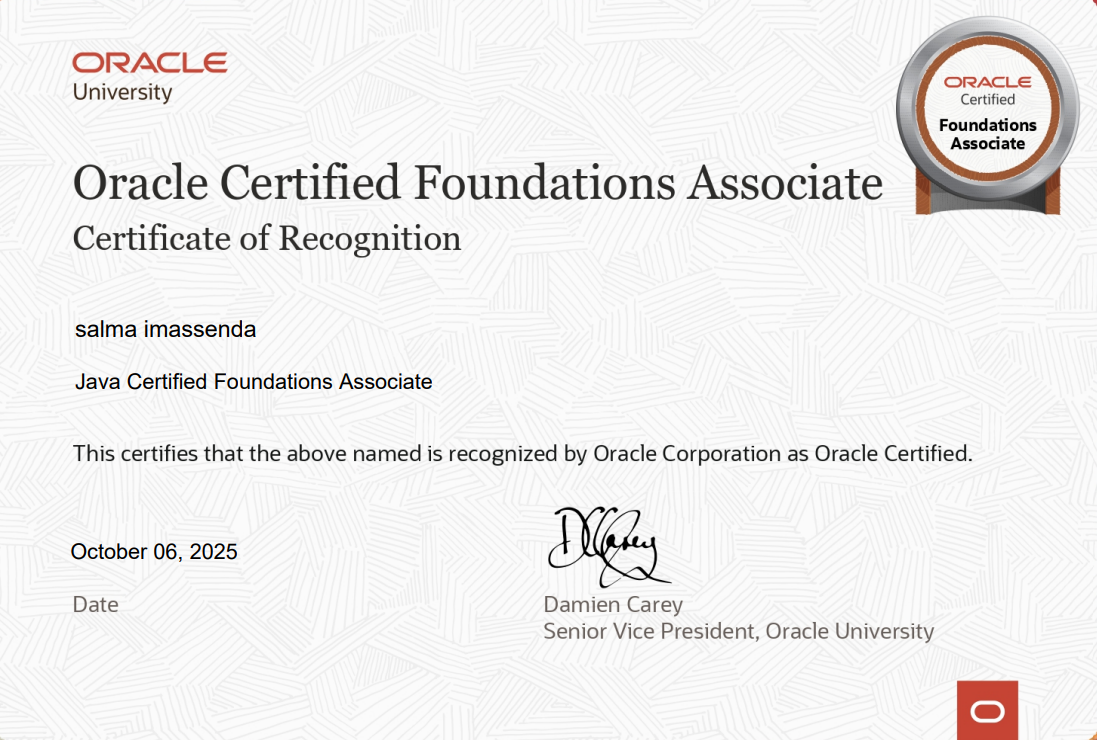 ORACLE
University
ORACLE
Certified
Foundations
Associate
Oracle Certified Foundations Associate
Certificate of Recognition
salma imassenda
Java Certified Foundations Associate
This certifies that the above named is recognized by Oracle Corporation as Oracle Certified.
DCarey
October 06, 2025
Date
Damien Carey
Senior Vice President, Oracle University